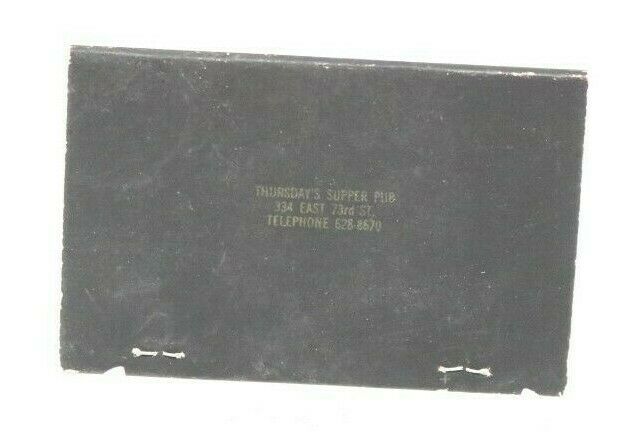 THURSDAY'S SUPPER PUB
334 EAST 73rd ST.
TELEPHONE 628-8670